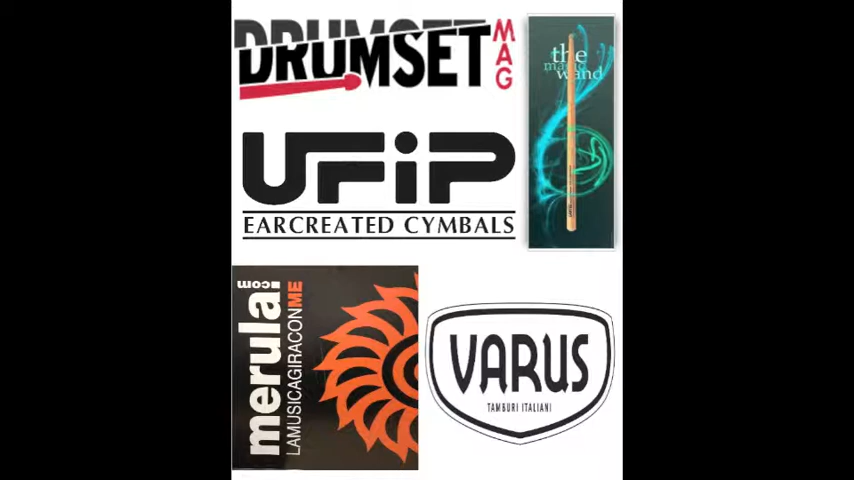 DRUMSET
MAG
the
magic
wand
UFiP
EARCREATED CYMBALS
merula.com
LAMUSICAGIRACONME
VARUS
TAMBURI ITALIANI